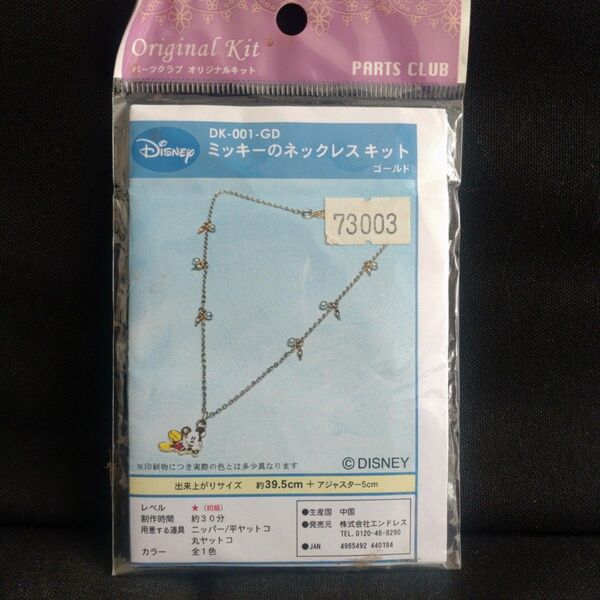 Original Kit
パーツクラブ オリジナルキット
PARTS CLUB
DISNEY
DK-001-GD
ミッキーのネックレス キット
ゴールド
73003
※印刷物につき実際の色とは多少異なります
©DISNEY
出来上がりサイズ 約39.5cm + アジャスター5cm
レベル ★(初級)
制作時間 約30分
用意する道具 ニッパー/平ヤットコ
丸ヤットコ
カラー 全1色
●生産国 中国
●発売元 株式会社エンドレス
TEL.0120-46-8290
●JAN 4965492 440184